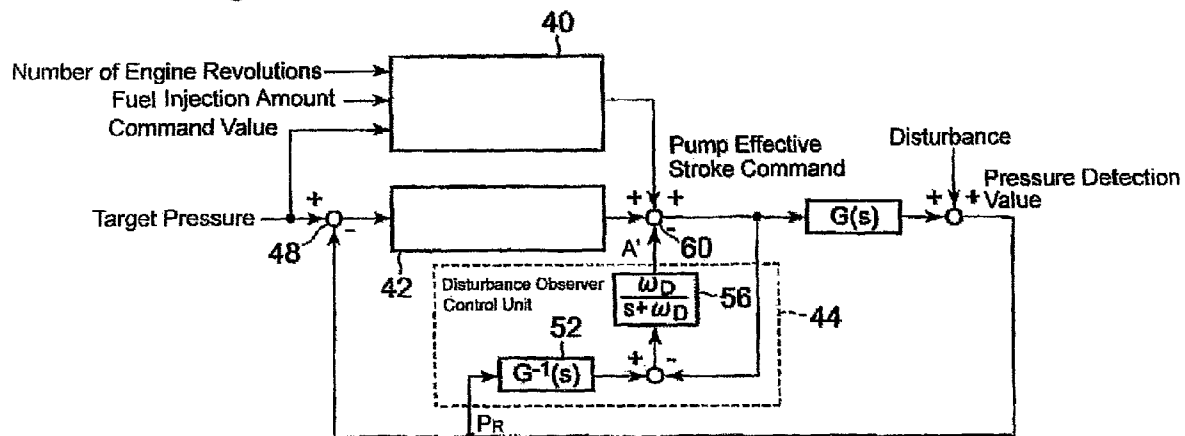 40
Number of Engine Revolutions
Fuel Injection Amount
Command Value
Pump Effective
Stroke Command
Disturbance
Pressure Detection
Value
Target Pressure
+
-
48
42
+
+
-
60
A'
G(s)
+
+
Disturbance Observer
Control Unit
ωD
s+ωD
56
44
52
G-1(s)
+
-
PR